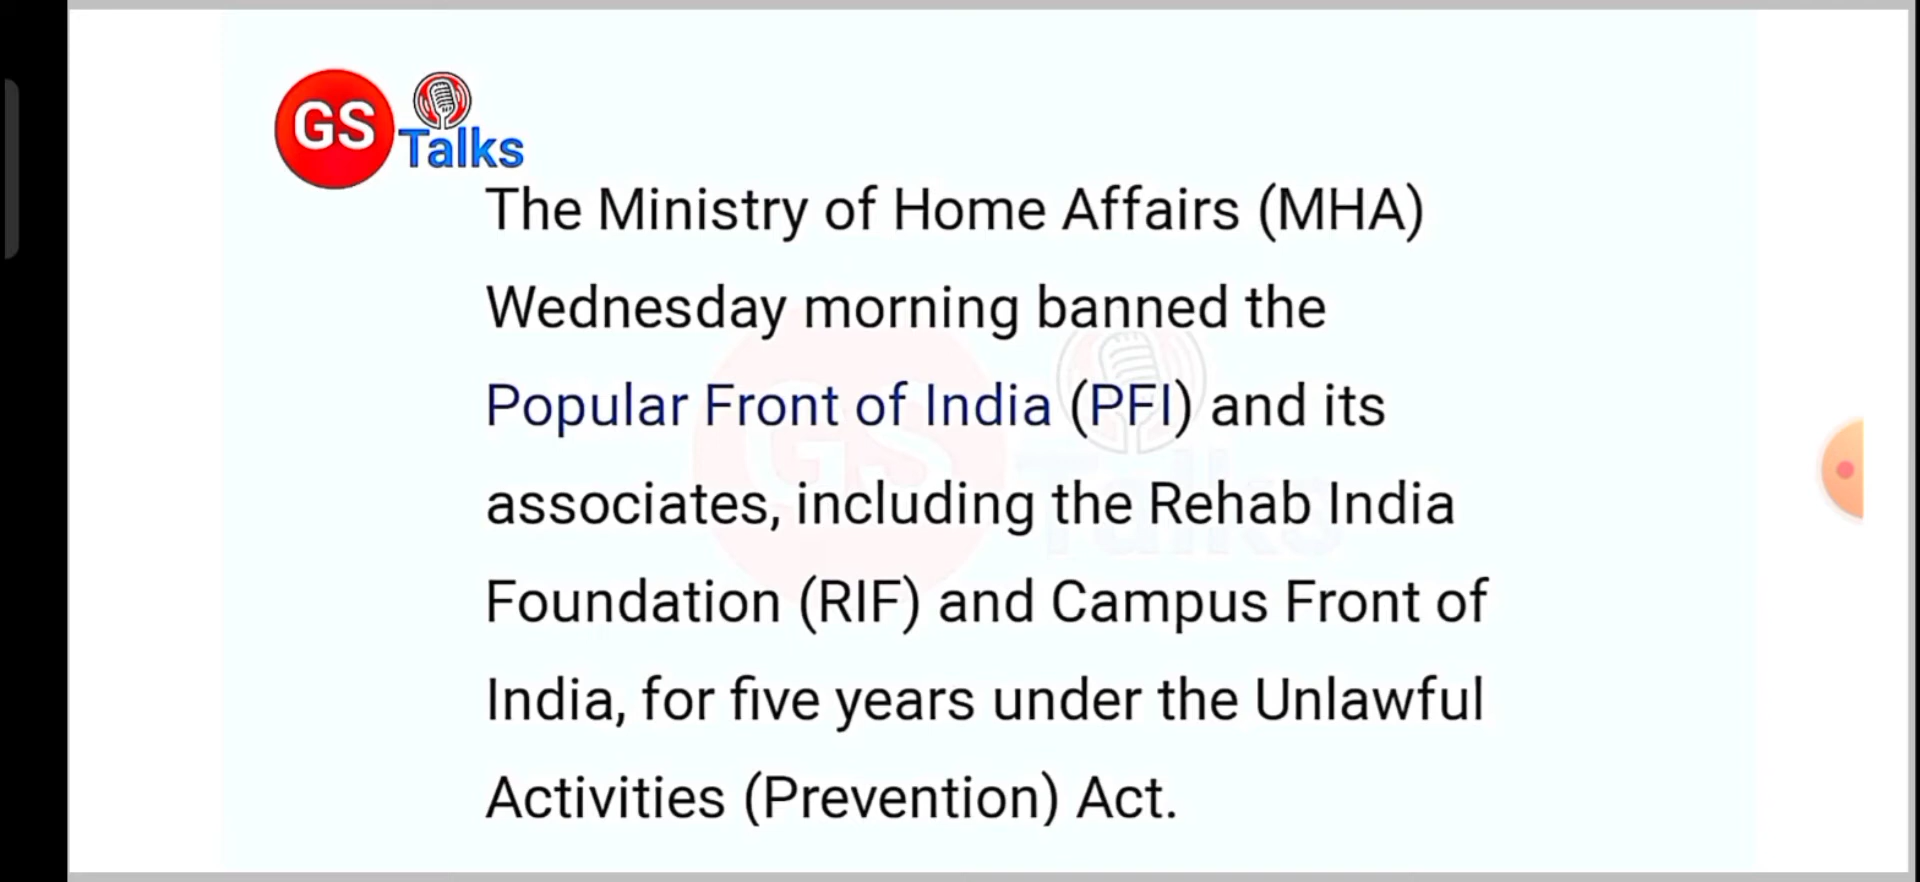 GS Talks
The Ministry of Home Affairs (MHA)
Wednesday morning banned the
Popular Front of India (PFI) and its
associates, including the Rehab India
Foundation (RIF) and Campus Front of
India, for five years under the Unlawful
Activities (Prevention) Act.
GS Talks